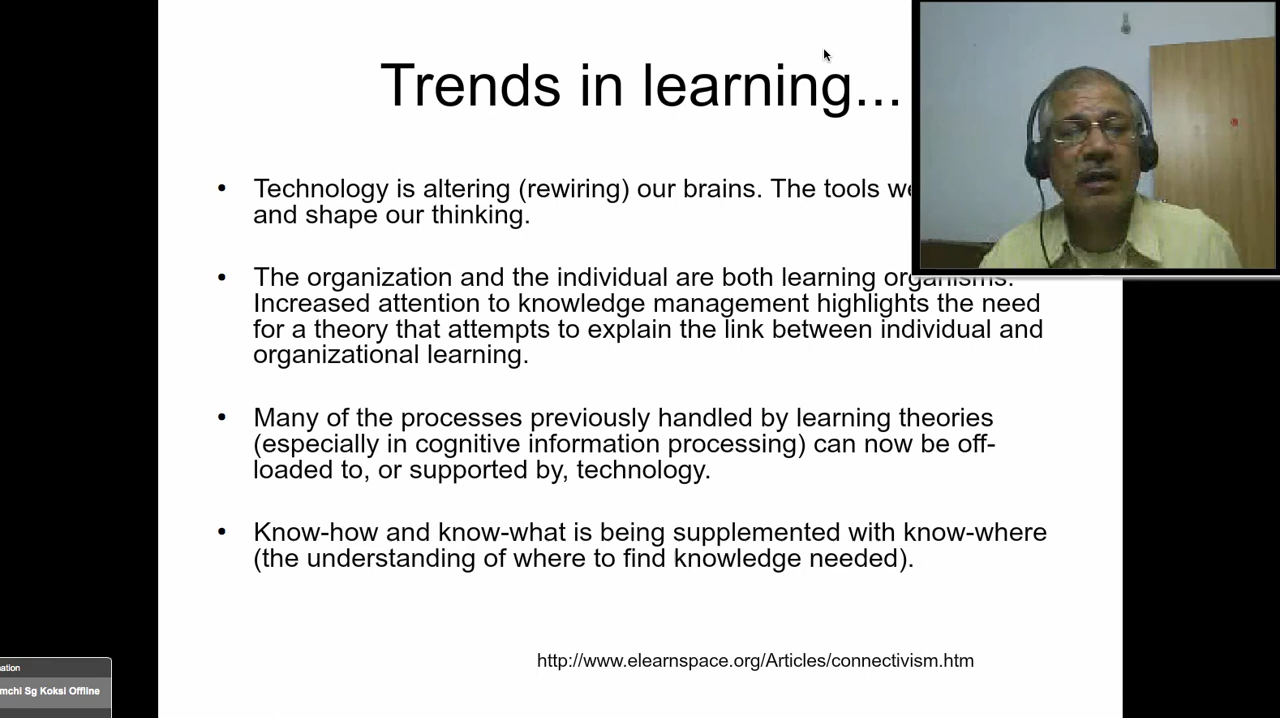 Trends in learning...
• Technology is altering (rewiring) our brains. The tools we
and shape our thinking.
• The organization and the individual are both learning organisms.
Increased attention to knowledge management highlights the need
for a theory that attempts to explain the link between individual and
organizational learning.
• Many of the processes previously handled by learning theories
(especially in cognitive information processing) can now be off-
loaded to, or supported by, technology.
• Know-how and know-what is being supplemented with know-where
(the understanding of where to find knowledge needed).
http://www.elearnspace.org/Articles/connectivism.htm
mchi Sg Koksi Offline